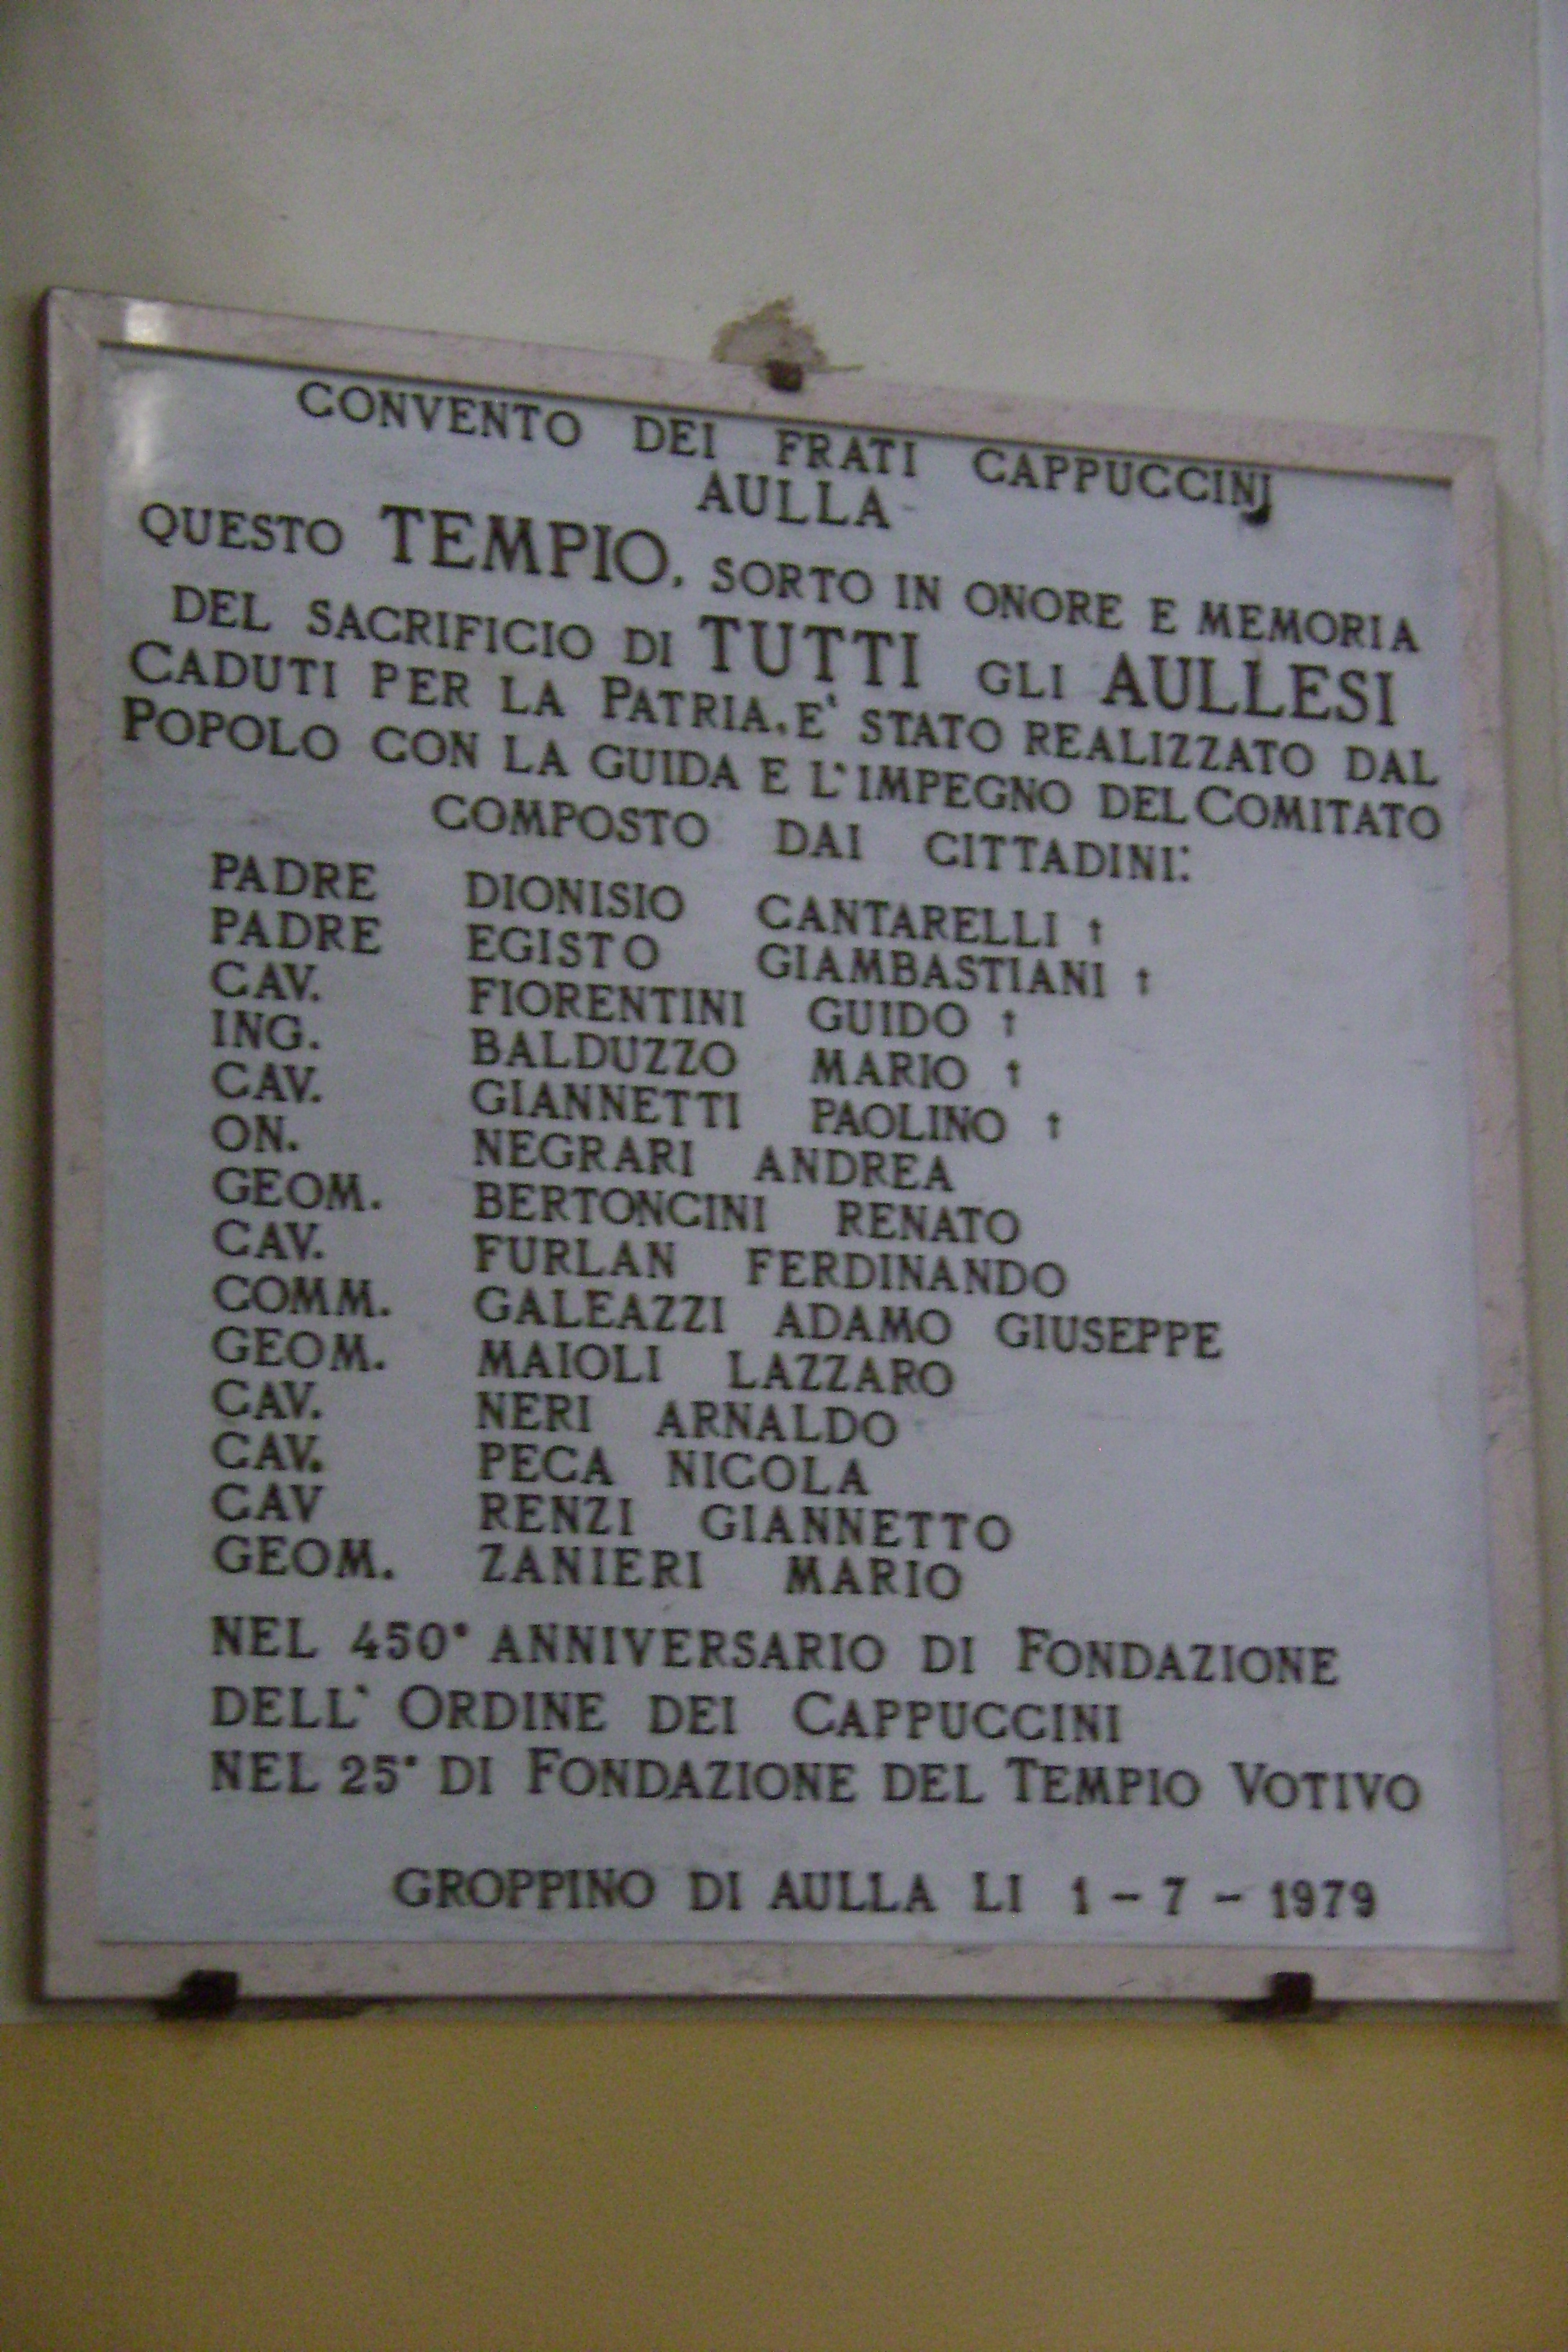 CONVENTO DEI FRATI CAPPUCCINI
AULLA
QUESTO TEMPIO, SORTO IN ONORE E MEMORIA
DEL SACRIFICIO DI TUTTI GLI AULLESI
CADUTI PER LA PATRIA, E' STATO REALIZZATO DAL
POPOLO CON LA GUIDA E L'IMPEGNO DEL COMITATO
COMPOSTO DAI CITTADINI:
PADRE DIONISIO CANTARELLI †
PADRE EGISTO GIAMBASTIANI †
CAV. FIORENTINI GUIDO †
ING. BALDUZZO MARIO †
CAV. GIANNETTI PAOLINO †
ON. NEGRARI ANDREA
GEOM. BERTONCINI RENATO
CAV. FURLAN FERDINANDO
COMM. GALEAZZI ADAMO GIUSEPPE
GEOM. MAIOLI LAZZARO
CAV. NERI ARNALDO
CAV. PECA NICOLA
CAV RENZI GIANNETTO
GEOM. ZANIERI MARIO
NEL 450° ANNIVERSARIO DI FONDAZIONE
DELL' ORDINE DEI CAPPUCCINI
NEL 25° DI FONDAZIONE DEL TEMPIO VOTIVO
GROPPINO DI AULLA LI 1-7-1979